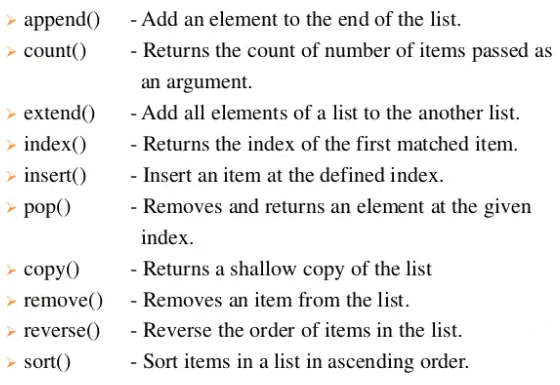 ➢ append() - Add an element to the end of the list.
➢ count() - Returns the count of number of items passed as
an argument.
➢ extend() - Add all elements of a list to the another list.
➢ index() - Returns the index of the first matched item.
➢ insert() - Insert an item at the defined index.
➢ pop() - Removes and returns an element at the given
index.
➢ copy() - Returns a shallow copy of the list
➢ remove() - Removes an item from the list.
➢ reverse() - Reverse the order of items in the list.
➢ sort() - Sort items in a list in ascending order.